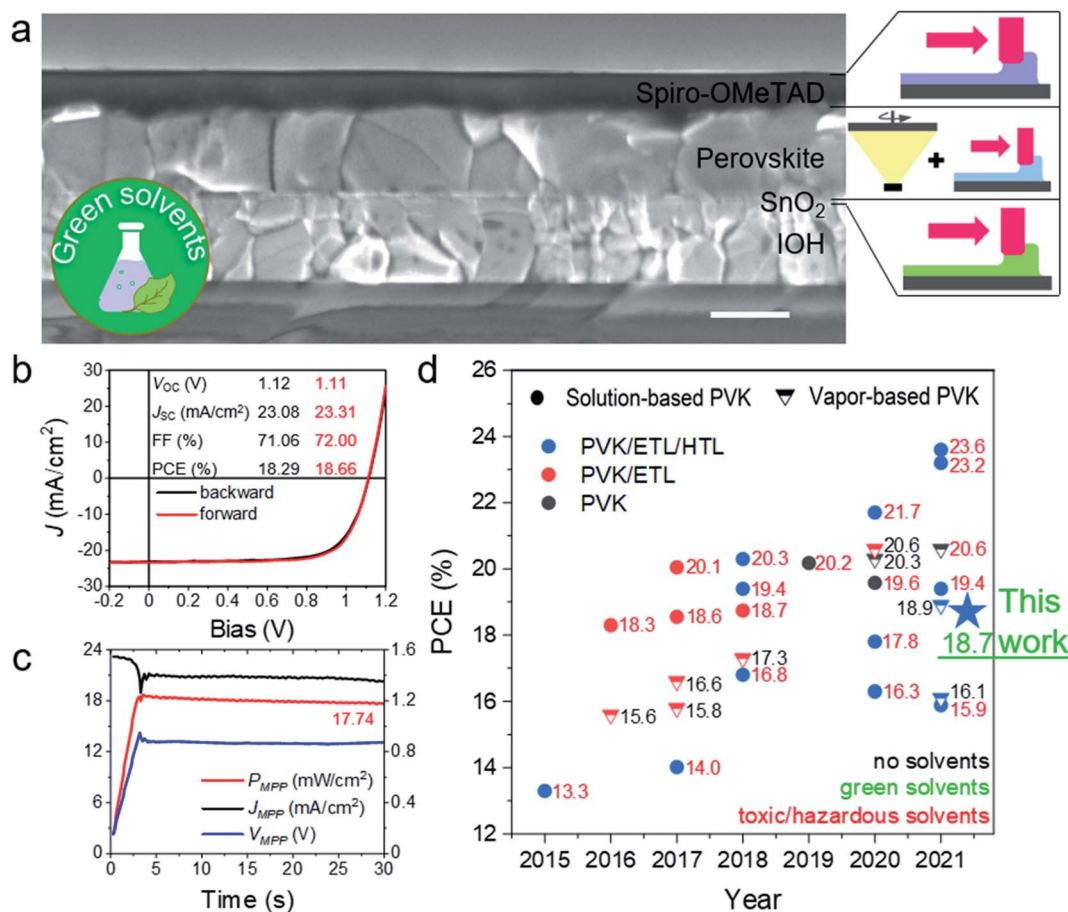 a
Spiro-OMeTAD
Perovskite
SnO2
IOH
Green solvents
+
b
30
20
10
0
-10
-20
-30
J (mA/cm2)
VOC (V) 1.12 1.11
JSC (mA/cm2) 23.08 23.31
FF (%) 71.06 72.00
PCE (%) 18.29 18.66
backward
forward
-0.2 0 0.2 0.4 0.6 0.8 1 1.2
Bias (V)
c
24
18
12
6
0
1.6
1.2
0.8
0.4
0
17.74
PMPP (mW/cm2)
JMPP (mA/cm2)
VMPP (V)
0 5 10 15 20 25 30
Time (s)
d
Solution-based PVK Vapor-based PVK
PVK/ETL/HTL
PVK/ETL
PVK
PCE (%)
26
24
22
20
18
16
14
12
13.3
18.3
15.6
20.1
18.6
16.6
15.8
14.0
20.3
19.4
18.7
17.3
16.8
20.2
21.7
20.6
20.3
19.6
17.8
16.3
23.6
23.2
20.6
19.4
18.9
16.1
15.9
This
18.7 work
no solvents
green solvents
toxic/hazardous solvents
2015 2016 2017 2018 2019 2020 2021
Year